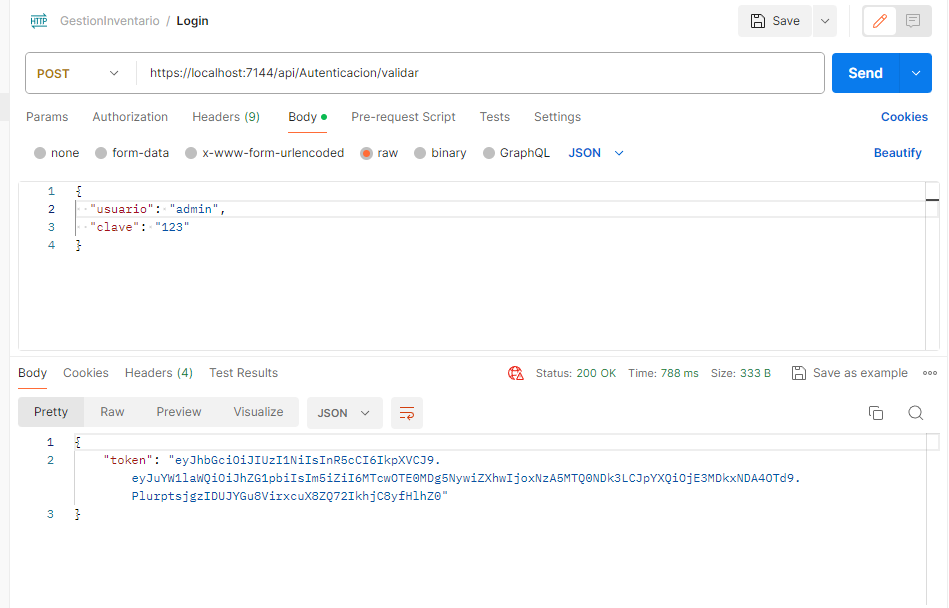 HTTP GestionInventario / Login Save
POST https://localhost:7144/api/Autenticacion/validar Send
Params Authorization Headers (9) Body Pre-request Script Tests Settings Cookies
none form-data x-www-form-urlencoded raw binary GraphQL JSON Beautify
1 {
2 "usuario": "admin",
3 "clave": "123"
4 }
Body Cookies Headers (4) Test Results Status: 200 OK Time: 788 ms Size: 333 B Save as example
Pretty Raw Preview Visualize JSON
1 {
2 "token": "eyJhbGciOiJIUzI1NiIsInR5cCI6IkpXVCJ9.
eyJuYW1laWQiOiJhZG1pbiIsIm5iZiI6MTcwOTE0MDg5NywiZXhwIjoxNzA5MTQ0NDk3LCJpYXQiOjE3MDkxNDA4OTd9.
PlurptsjgzIDUJYGu8VirxcuX8ZQ72IkhjC8yfHlhZ0"
3 }